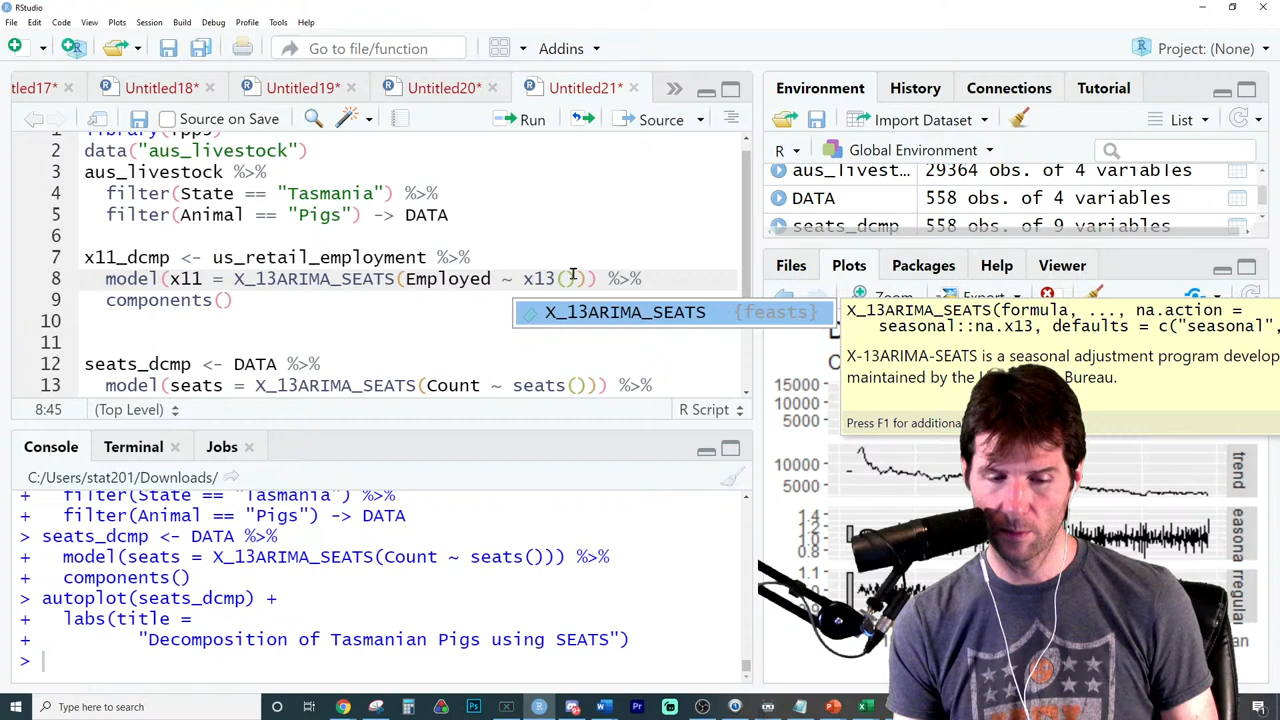 RStudio
File Edit Code View Plots Session Build Debug Profile Tools Help
Go to file/function
Addins
Project: (None)
tled17*
Untitled18*
Untitled19*
Untitled20*
Untitled21*
Source on Save
Run
Source
2 data("aus_livestock")
3 aus_livestock %>%
4 filter(State == "Tasmania") %>%
5 filter(Animal == "Pigs") -> DATA
6
7 x11_dcmp <- us_retail_employment %>%
8 model(x11 = X_13ARIMA_SEATS(Employed ~ x13())) %>%
9 components()
10
11
12 seats_dcmp <- DATA %>%
13 model(seats = X_13ARIMA_SEATS(Count ~ seats())) %>%
X_13ARIMA_SEATS {feasts}
8:45 (Top Level) R Script
Console Terminal Jobs
C:/Users/stat201/Downloads/
+ filter(State == "Tasmania") %>%
+ filter(Animal == "Pigs") -> DATA
> seats_dcmp <- DATA %>%
+ model(seats = X_13ARIMA_SEATS(Count ~ seats())) %>%
+ components()
> autoplot(seats_dcmp) +
+ labs(title =
+ "Decomposition of Tasmanian Pigs using SEATS")
>
Environment History Connections Tutorial
Import Dataset
List
R Global Environment
aus_livest… 29364 obs. of 4 variables
DATA 558 obs. of 4 variables
seats_dcmp 558 obs. of 9 variables
Files Plots Packages Help Viewer
Zoom Export
X_13ARIMA_SEATS(formula, ..., na.action =
seasonal::na.x13, defaults = c("seasonal",
X-13ARIMA-SEATS is a seasonal adjustment program develop
maintained by the Bureau.
Press F1 for additional
15000
10000
5000
10000
5000
trend
1.4
0.8
easona
1.1
rregular
Type here to search